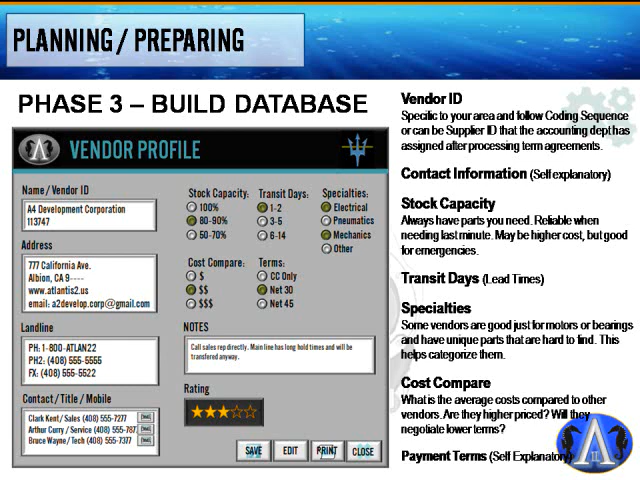 PLANNING / PREPARING
PHASE 3 – BUILD DATABASE
VENDOR PROFILE
Name / Vendor ID
A4 Development Corporation
113747
Address
777 California Ave.
Albion, CA 9----
www.atlantis2.us
email: a2develop.corp@gmail.com
Landline
PH: 1-800-ATLAN22
PH2: (408) 555-5555
FX: (408) 555-5522
Contact / Title / Mobile
Clark Kent/ Sales (408) 555-7277
Arthur Curry / Service (408) 555-787
Bruce Wayne/ Tech (408) 555-7377
Stock Capacity:
100%
80-90%
50-70%
Transit Days:
1-2
3-5
6-14
Specialties:
Electrical
Pneumatics
Mechanics
Other
Cost Compare:
$
$$
$$$
Terms:
CC Only
Net 30
Net 45
NOTES
Call sales rep directly. Main line has long hold times and will be
transfered anyway.
Rating
SAVE
EDIT
PRINT
CLOSE
Vendor ID
Specific to your area and follow Coding Sequence
or can be Supplier ID that the accounting dept has
assigned after processing term agreements.
Contact Information (Self explanatory)
Stock Capacity
Always have parts you need. Reliable when
needing last minute. May be higher cost, but good
for emergencies.
Transit Days (Lead Times)
Specialties
Some vendors are good just for motors or bearings
and have unique parts that are hard to find. This
helps categorize them.
Cost Compare
What is the average costs compared to other
vendors. Are they higher priced? Will they
negotiate lower terms?
Payment Terms (Self Explanatory)